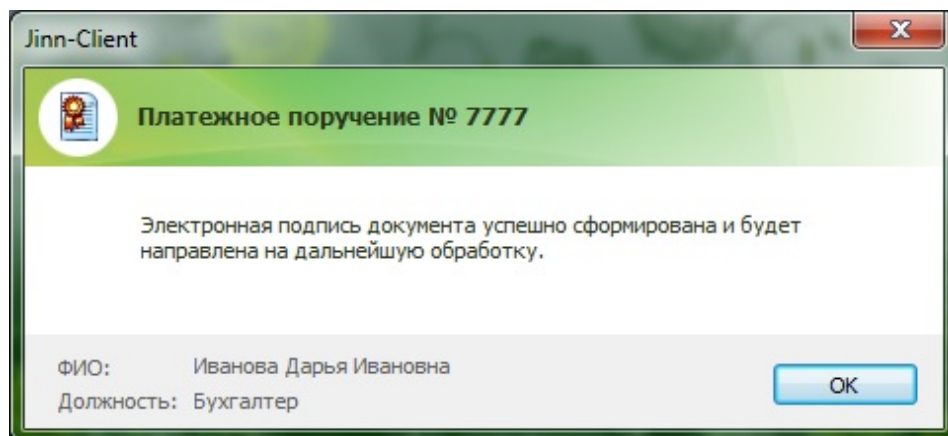 Jinn-Client
Платежное поручение № 7777
Электронная подпись документа успешно сформирована и будет
направлена на дальнейшую обработку.
ФИО: Иванова Дарья Ивановна
Должность: Бухгалтер
OK